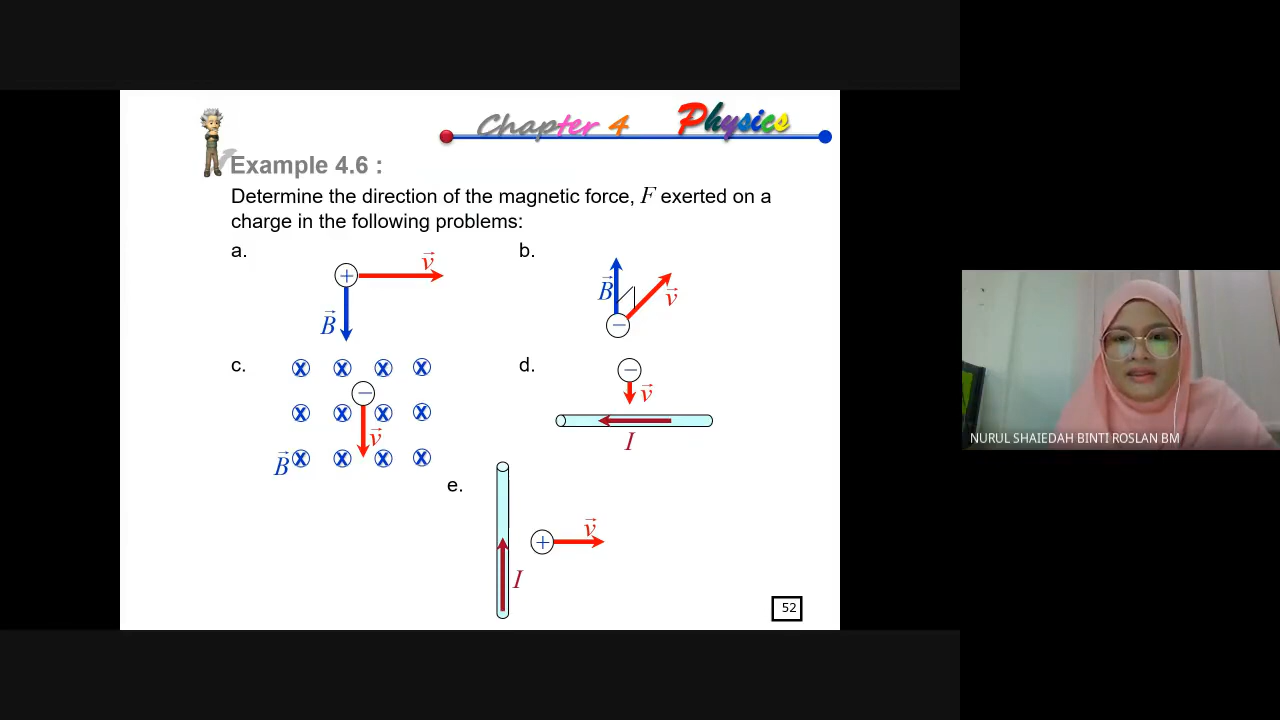 Chapter 4 Physics
Example 4.6 :
Determine the direction of the magnetic force, F exerted on a
charge in the following problems:
a.
+
v
B
b.
B
v
−
c.
X X X X
−
X X X X
v
B X X X X
d.
−
v
I
e.
+
v
I
52
NURUL SHAIEDAH BINTI ROSLAN BM